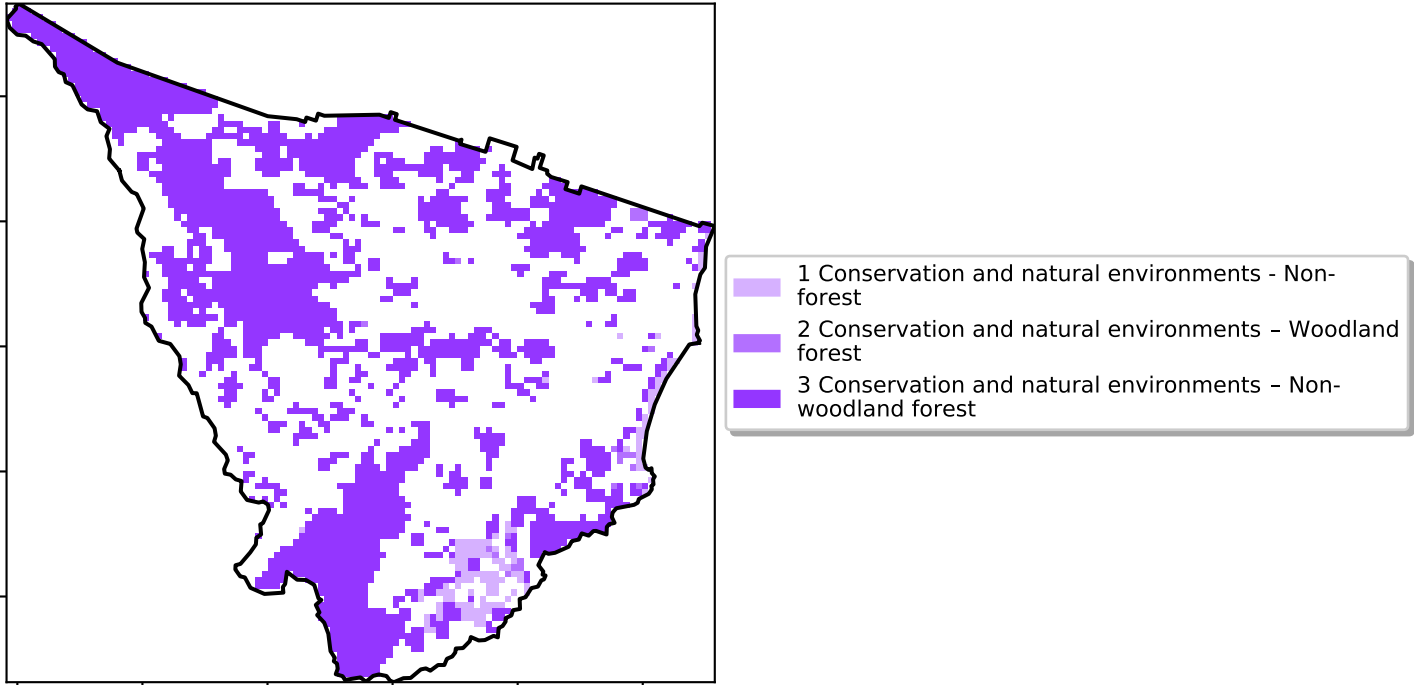 1 Conservation and natural environments - Non-
forest
2 Conservation and natural environments – Woodland
forest
3 Conservation and natural environments – Non-
woodland forest